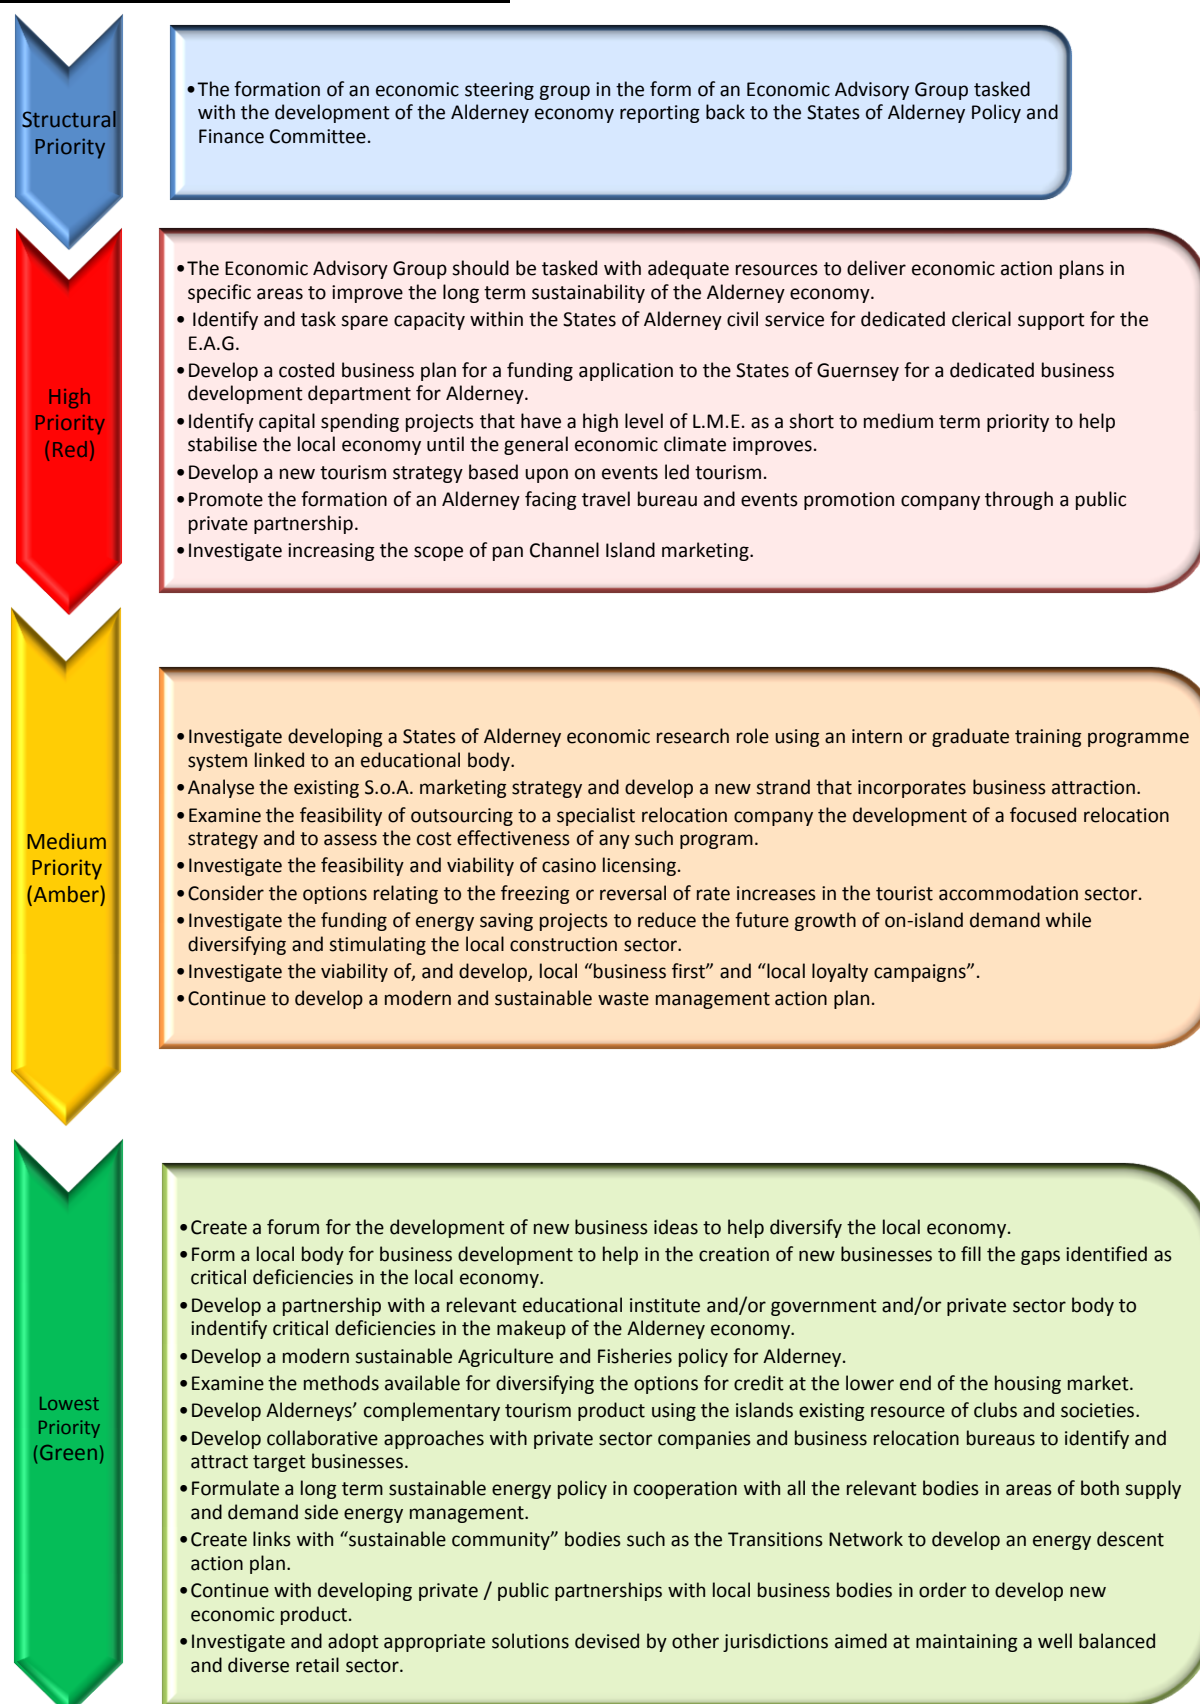 Structural
Priority
•The formation of an economic steering group in the form of an Economic Advisory Group tasked
with the development of the Alderney economy reporting back to the States of Alderney Policy and
Finance Committee.
High
Priority
(Red)
•The Economic Advisory Group should be tasked with adequate resources to deliver economic action plans in
specific areas to improve the long term sustainability of the Alderney economy.
• Identify and task spare capacity within the States of Alderney civil service for dedicated clerical support for the
E.A.G.
•Develop a costed business plan for a funding application to the States of Guernsey for a dedicated business
development department for Alderney.
•Identify capital spending projects that have a high level of L.M.E. as a short to medium term priority to help
stabilise the local economy until the general economic climate improves.
•Develop a new tourism strategy based upon on events led tourism.
•Promote the formation of an Alderney facing travel bureau and events promotion company through a public
private partnership.
•Investigate increasing the scope of pan Channel Island marketing.
Medium
Priority
(Amber)
•Investigate developing a States of Alderney economic research role using an intern or graduate training programme
system linked to an educational body.
•Analyse the existing S.o.A. marketing strategy and develop a new strand that incorporates business attraction.
•Examine the feasibility of outsourcing to a specialist relocation company the development of a focused relocation
strategy and to assess the cost effectiveness of any such program.
•Investigate the feasibility and viability of casino licensing.
•Consider the options relating to the freezing or reversal of rate increases in the tourist accommodation sector.
•Investigate the funding of energy saving projects to reduce the future growth of on-island demand while
diversifying and stimulating the local construction sector.
•Investigate the viability of, and develop, local “business first” and “local loyalty campaigns”.
•Continue to develop a modern and sustainable waste management action plan.
Lowest
Priority
(Green)
•Create a forum for the development of new business ideas to help diversify the local economy.
•Form a local body for business development to help in the creation of new businesses to fill the gaps identified as
critical deficiencies in the local economy.
•Develop a partnership with a relevant educational institute and/or government and/or private sector body to
indentify critical deficiencies in the makeup of the Alderney economy.
•Develop a modern sustainable Agriculture and Fisheries policy for Alderney.
•Examine the methods available for diversifying the options for credit at the lower end of the housing market.
•Develop Alderneys’ complementary tourism product using the islands existing resource of clubs and societies.
•Develop collaborative approaches with private sector companies and business relocation bureaus to identify and
attract target businesses.
•Formulate a long term sustainable energy policy in cooperation with all the relevant bodies in areas of both supply
and demand side energy management.
•Create links with “sustainable community” bodies such as the Transitions Network to develop an energy descent
action plan.
•Continue with developing private / public partnerships with local business bodies in order to develop new
economic product.
•Investigate and adopt appropriate solutions devised by other jurisdictions aimed at maintaining a well balanced
and diverse retail sector.